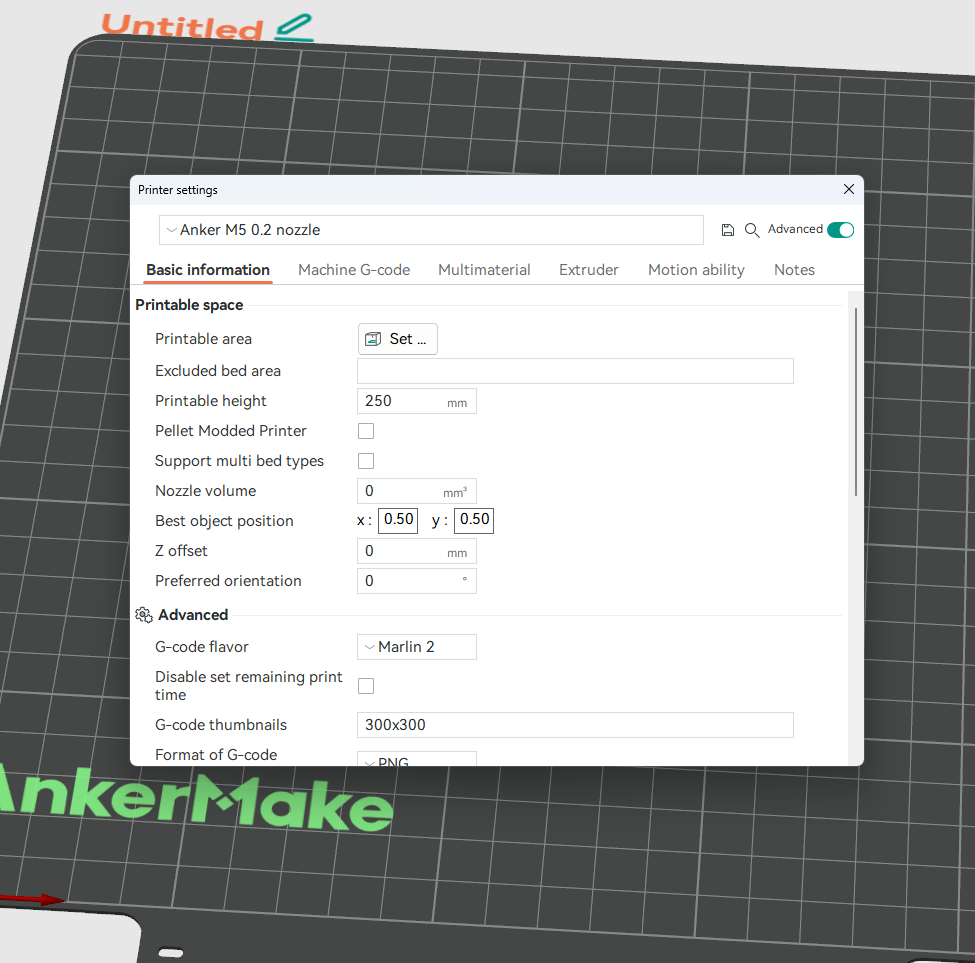 Untitled
Printer settings
Anker M5 0.2 nozzle
Advanced
Basic information
Machine G-code
Multimaterial
Extruder
Motion ability
Notes
Printable space
Printable area
Set ...
Excluded bed area
Printable height
250 mm
Pellet Modded Printer
Support multi bed types
Nozzle volume
0 mm³
Best object position
x : 0.50 y : 0.50
Z offset
0 mm
Preferred orientation
0 °
Advanced
G-code flavor
Marlin 2
Disable set remaining print
time
G-code thumbnails
300x300
Format of G-code
PNG
AnkerMake